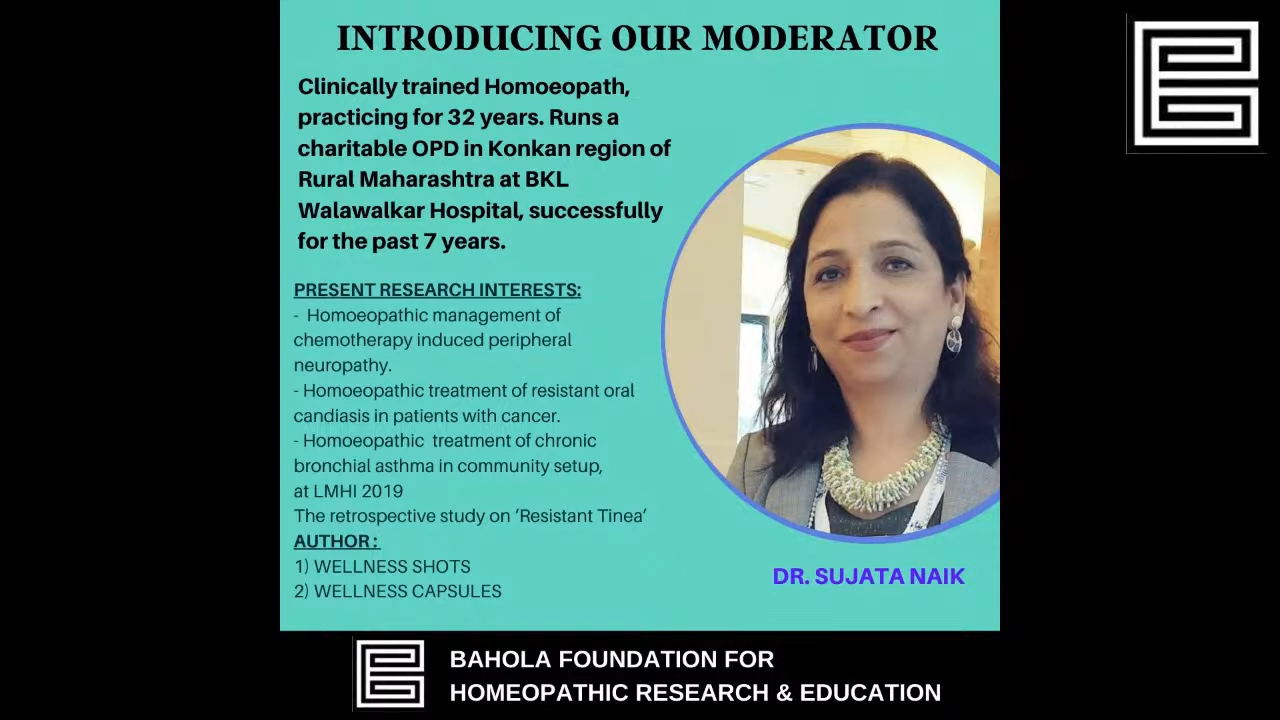 INTRODUCING OUR MODERATOR
Clinically trained Homoeopath,
practicing for 32 years. Runs a
charitable OPD in Konkan region of
Rural Maharashtra at BKL
Walawalkar Hospital, successfully
for the past 7 years.
PRESENT RESEARCH INTERESTS:
- Homoeopathic management of
chemotherapy induced peripheral
neuropathy.
- Homoeopathic treatment of resistant oral
candiasis in patients with cancer.
- Homoeopathic treatment of chronic
bronchial asthma in community setup,
at LMHI 2019
The retrospective study on ‘Resistant Tinea’
AUTHOR :
1) WELLNESS SHOTS
2) WELLNESS CAPSULES
DR. SUJATA NAIK
BAHOLA FOUNDATION FOR
HOMEOPATHIC RESEARCH & EDUCATION